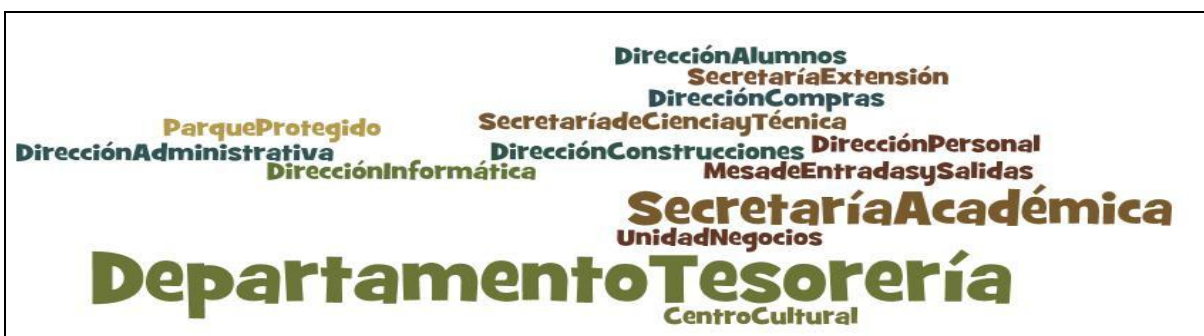 DirecciónAlumnos
SecretaríaExtensión
DirecciónCompras
ParqueProtegido
SecretaríadeCienciayTécnica
DirecciónPersonal
DirecciónAdministrativa
DirecciónConstrucciones
DirecciónInformática
MesadeEntradasySalidas
SecretaríaAcadémica
UnidadNegocios
DepartamentoTesorería
CentroCultural